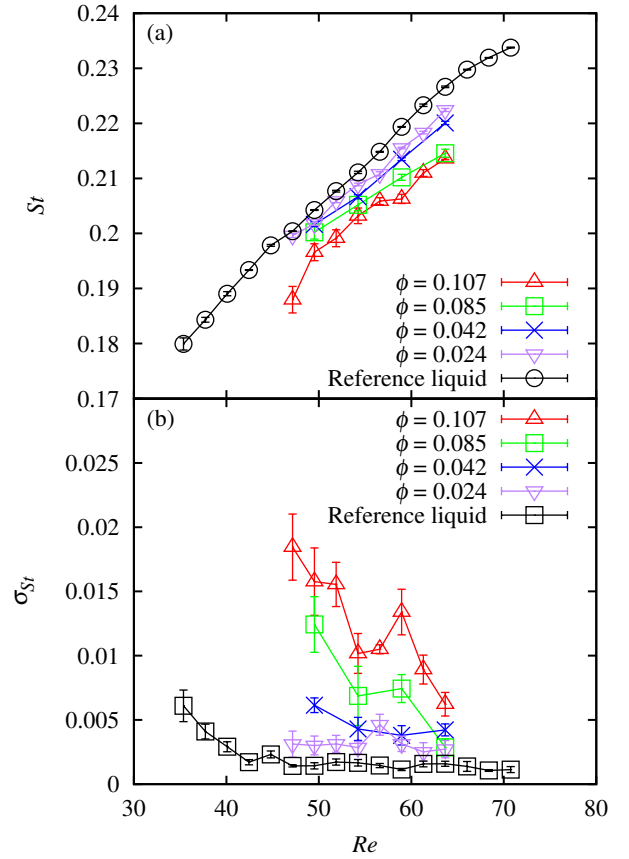 0.24
(a)
0.23
0.22
0.21
St
0.2
0.19
ϕ = 0.107
ϕ = 0.085
ϕ = 0.042
0.18
ϕ = 0.024
Reference liquid
0.17
(b)
ϕ = 0.107
0.025
ϕ = 0.085
ϕ = 0.042
ϕ = 0.024
0.02
Reference liquid
0.015
σSt
0.01
0.005
0
30 40 50 60 70 80
Re